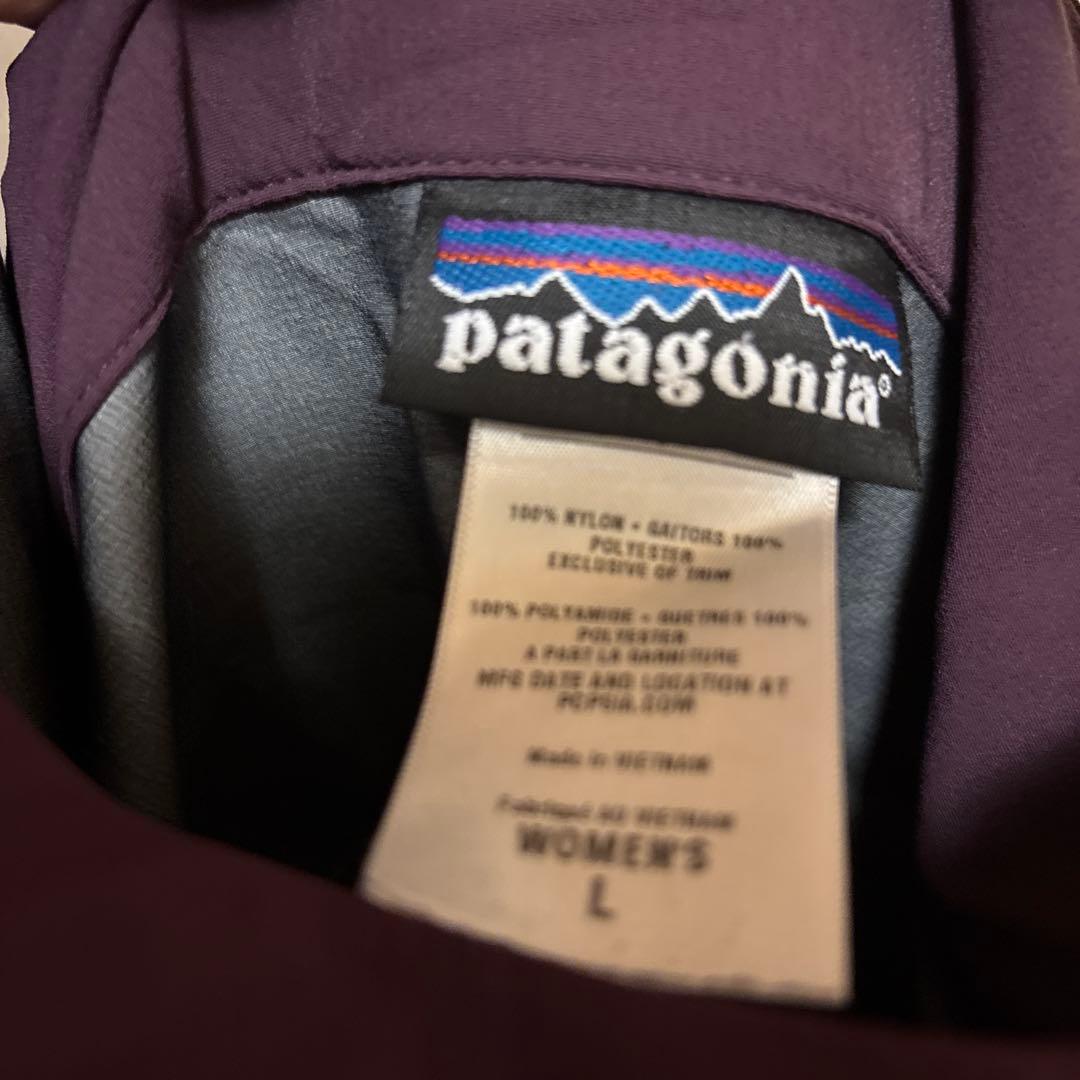 patagonia®
100% NYLON • GAITORS 100%
POLYESTER
EXCLUSIVE OF TRIM
100% POLYAMIDE • GUETRES 100%
POLYESTER
A PART LA GARNITURE
MFG DATE AND LOCATION AT
PCPSIA.COM
Made in VIETNAM
Fabriqué AU VIETNAM
WOMEN'S
L